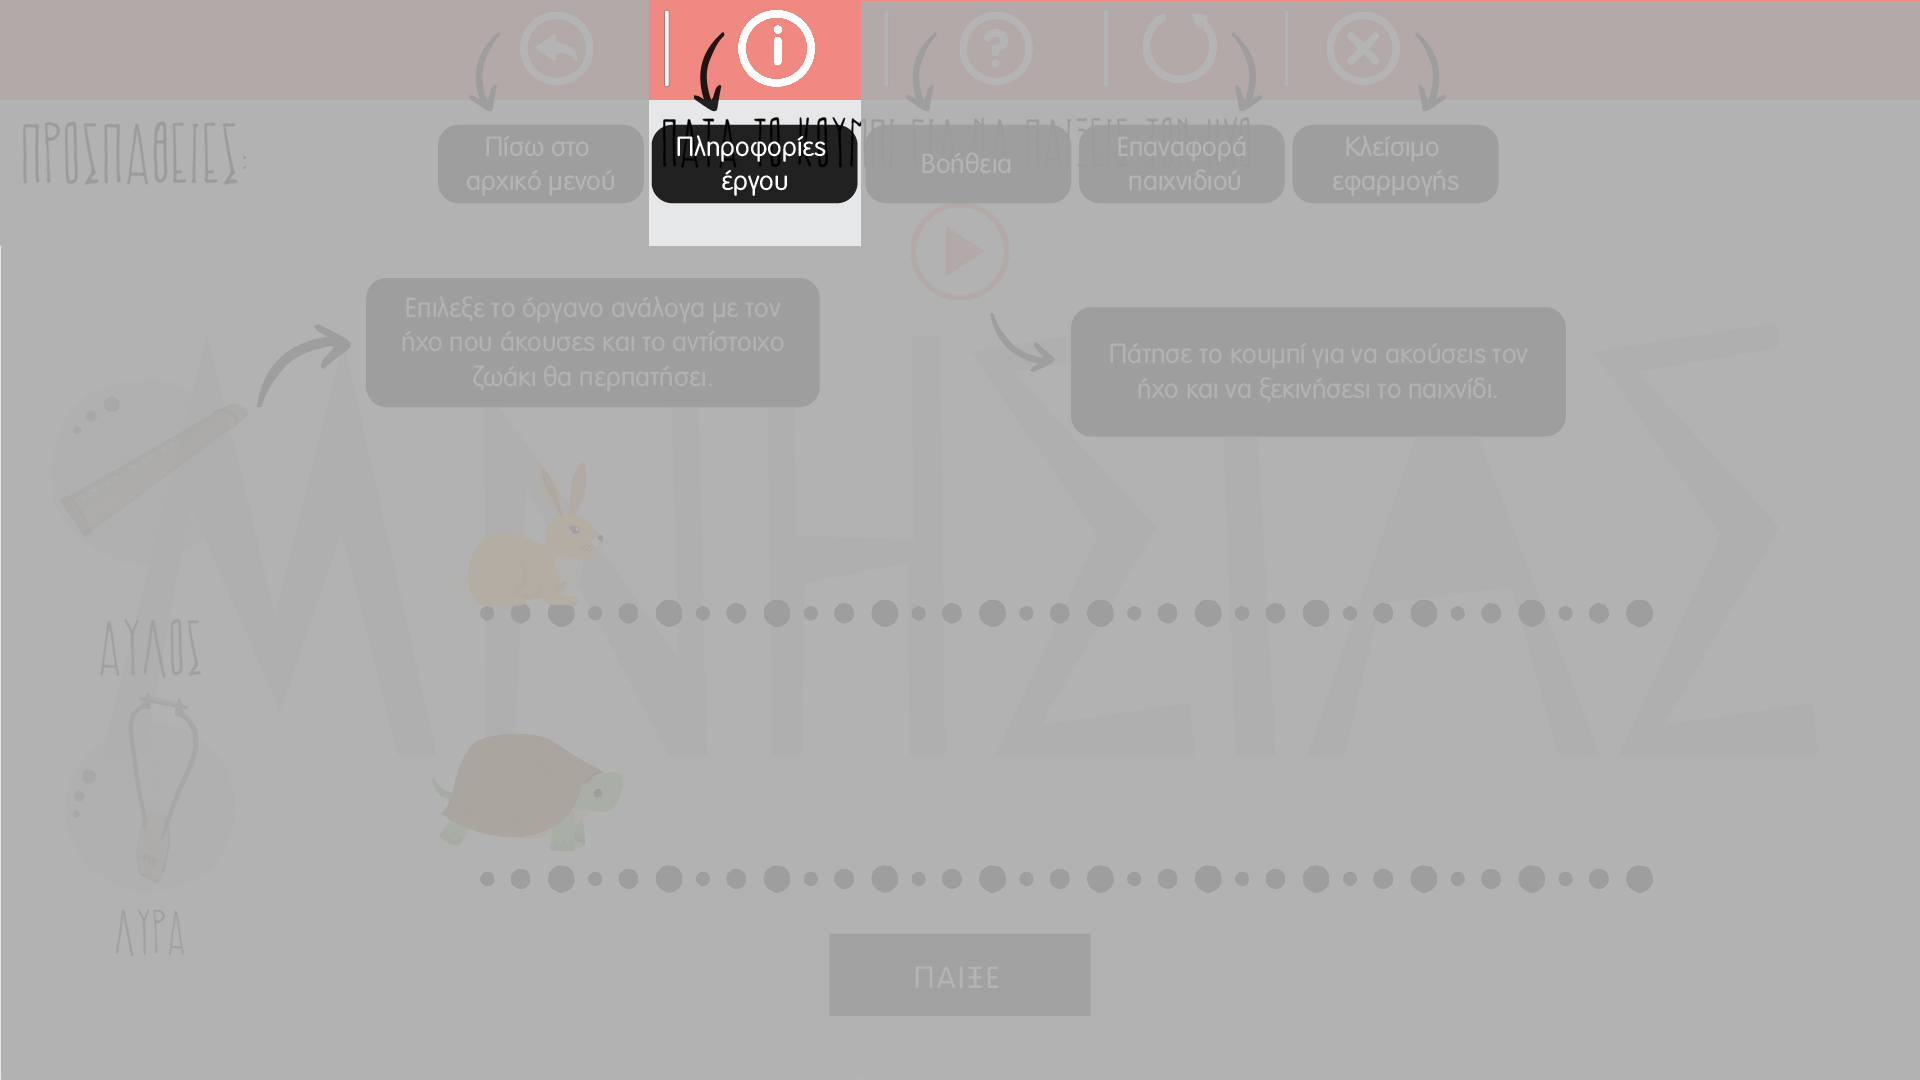 ΠΡΟΣΠΑΘΕΙΕΣ:
ΠΑΤΑ ΤΟ ΚΟΥΜΠΙ ΓΙΑ ΝΑ ΠΑΙΞΕΙΣ ΤΟΝ ΗΧΟ
Πίσω στο
αρχικό μενού
Πληροφορίες
έργου
Βοήθεια
Επαναφορά
παιχνιδιού
Κλείσιμο
εφαρμογής
Επιλεξε το όργανο ανάλογα με τον
ήχο που άκουσες και το αντίστοιχο
ζωάκι θα περπατήσει.
Πάτησε το κουμπί για να ακούσεις τον
ήχο και να ξεκινήσεςι το παιχνίδι.
ΜΝΗΣΙΑΣ
ΑΥΛΟΣ
ΛΥΡΑ
ΠΑΙΞΕ